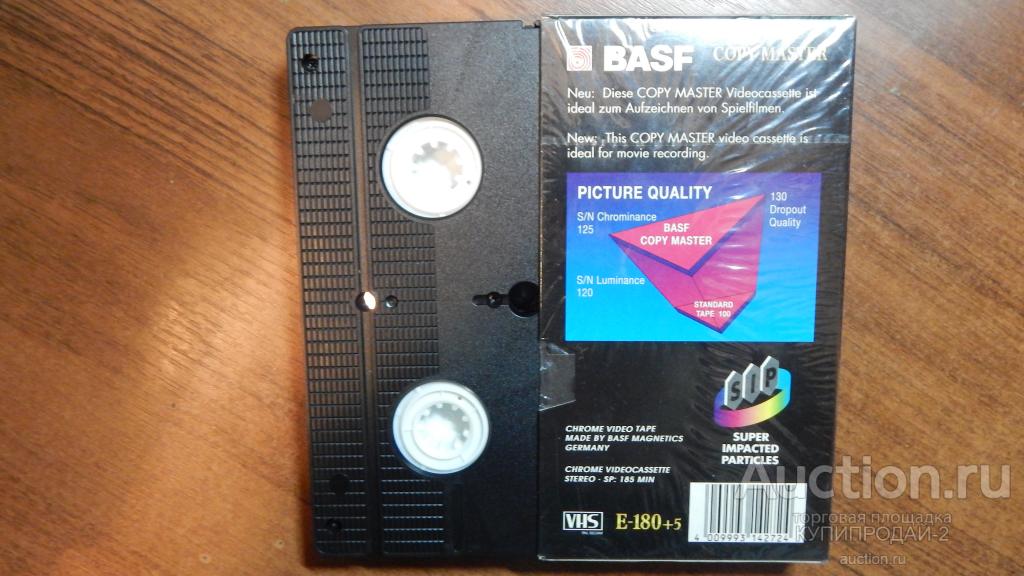 BASF COPY MASTER
Neu: Diese COPY MASTER Videocassette ist
ideal zum Aufzeichnen von Spielfilmen.
New: This COPY MASTER video cassette is
ideal for movie recording.
PICTURE QUALITY
S/N Chrominance
125
130
Dropout
Quality
BASF
COPY MASTER
S/N Luminance
120
STANDARD
TAPE 100
SIP
SUPER
IMPACTED
PARTICLES
CHROME VIDEO TAPE
MADE BY BASF MAGNETICS
GERMANY
CHROME VIDEOCASSETTE
STEREO · SP: 185 MIN
VHS E-180+5
4 009993 142724
Auction.ru
торговая площадка
КУПИПРОДАЙ-2
auction.ru